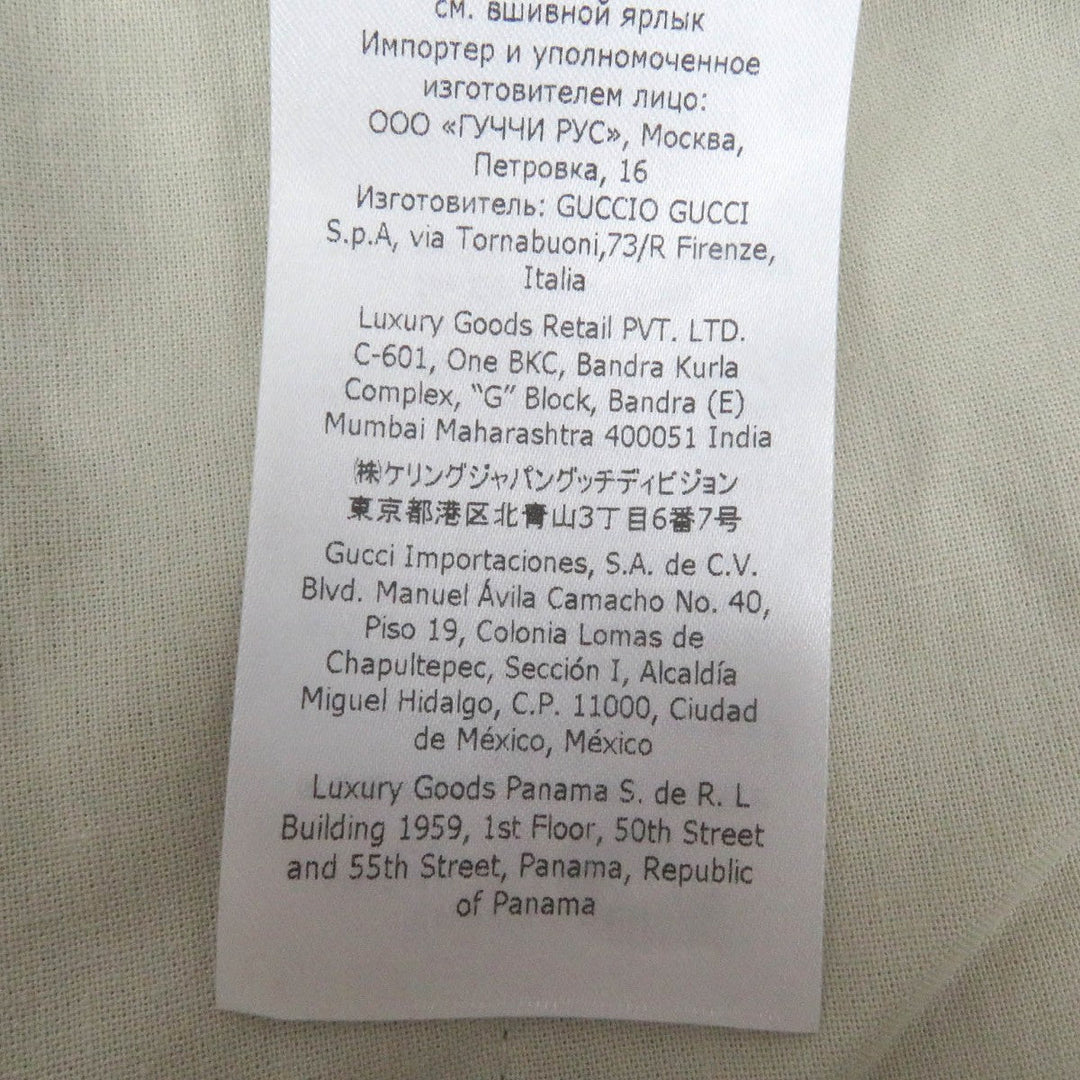 см. вшивной ярлык
Импортер и уполномоченное
изготовителем лицо:
ООО «ГУЧЧИ РУС», Москва,
Петровка, 16
Изготовитель: GUCCIO GUCCI
S.p.A, via Tornabuoni,73/R Firenze,
Italia
Luxury Goods Retail PVT. LTD.
C-601, One BKC, Bandra Kurla
Complex, “G” Block, Bandra (E)
Mumbai Maharashtra 400051 India
㈱ケリングジャパングッチディビジョン
東京都港区北青山3丁目6番7号
Gucci Importaciones, S.A. de C.V.
Blvd. Manuel Ávila Camacho No. 40,
Piso 19, Colonia Lomas de
Chapultepec, Sección I, Alcaldía
Miguel Hidalgo, C.P. 11000, Ciudad
de México, México
Luxury Goods Panama S. de R. L
Building 1959, 1st Floor, 50th Street
and 55th Street, Panama, Republic
of Panama